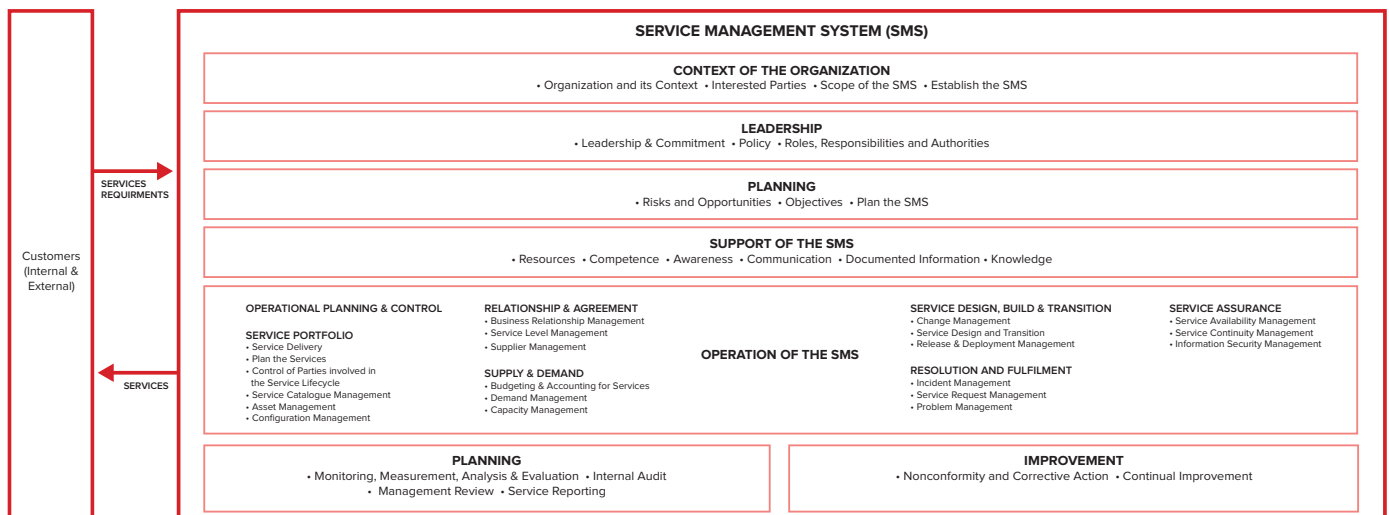 SERVICE MANAGEMENT SYSTEM (SMS)
CONTEXT OF THE ORGANIZATION
• Organization and its Context • Interested Parties • Scope of the SMS • Establish the SMS
LEADERSHIP
• Leadership & Commitment • Policy • Roles, Responsibilities and Authorities
SERVICES
REQUIRMENTS
PLANNING
• Risks and Opportunities • Objectives • Plan the SMS
Customers
(Internal &
External)
SUPPORT OF THE SMS
• Resources • Competence • Awareness • Communication • Documented Information • Knowledge
SERVICES
OPERATIONAL PLANNING & CONTROL
SERVICE PORTFOLIO
• Service Delivery
• Plan the Services
• Control of Parties involved in
the Service Lifecycle
• Service Catalogue Management
• Asset Management
• Configuration Management
RELATIONSHIP & AGREEMENT
• Business Relationship Management
• Service Level Management
• Supplier Management
SUPPLY & DEMAND
• Budgeting & Accounting for Services
• Demand Management
• Capacity Management
OPERATION OF THE SMS
SERVICE DESIGN, BUILD & TRANSITION
• Change Management
• Service Design and Transition
• Release & Deployment Management
RESOLUTION AND FULFILMENT
• Incident Management
• Service Request Management
• Problem Management
SERVICE ASSURANCE
• Service Availability Management
• Service Continuity Management
• Information Security Management
PLANNING
• Monitoring, Measurement, Analysis & Evaluation • Internal Audit
• Management Review • Service Reporting
IMPROVEMENT
• Nonconformity and Corrective Action • Continual Improvement